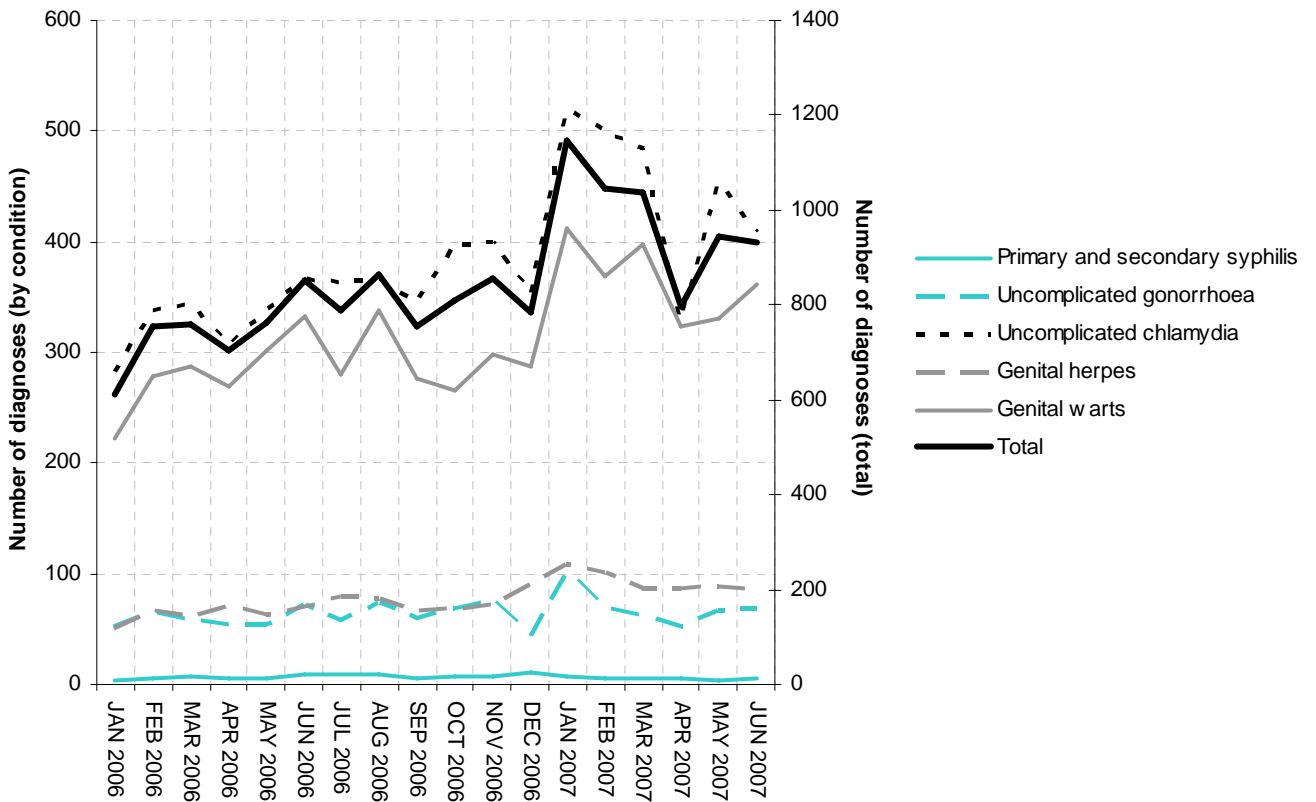 600
500
400
300
200
100
0
Number of diagnoses (by condition)
1400
1200
1000
800
600
400
200
0
Number of diagnoses (total)
JAN 2006
FEB 2006
MAR 2006
APR 2006
MAY 2006
JUN 2006
JUL 2006
AUG 2006
SEP 2006
OCT 2006
NOV 2006
DEC 2006
JAN 2007
FEB 2007
MAR 2007
APR 2007
MAY 2007
JUN 2007
Primary and secondary syphilis
Uncomplicated gonorrhoea
Uncomplicated chlamydia
Genital herpes
Genital warts
Total